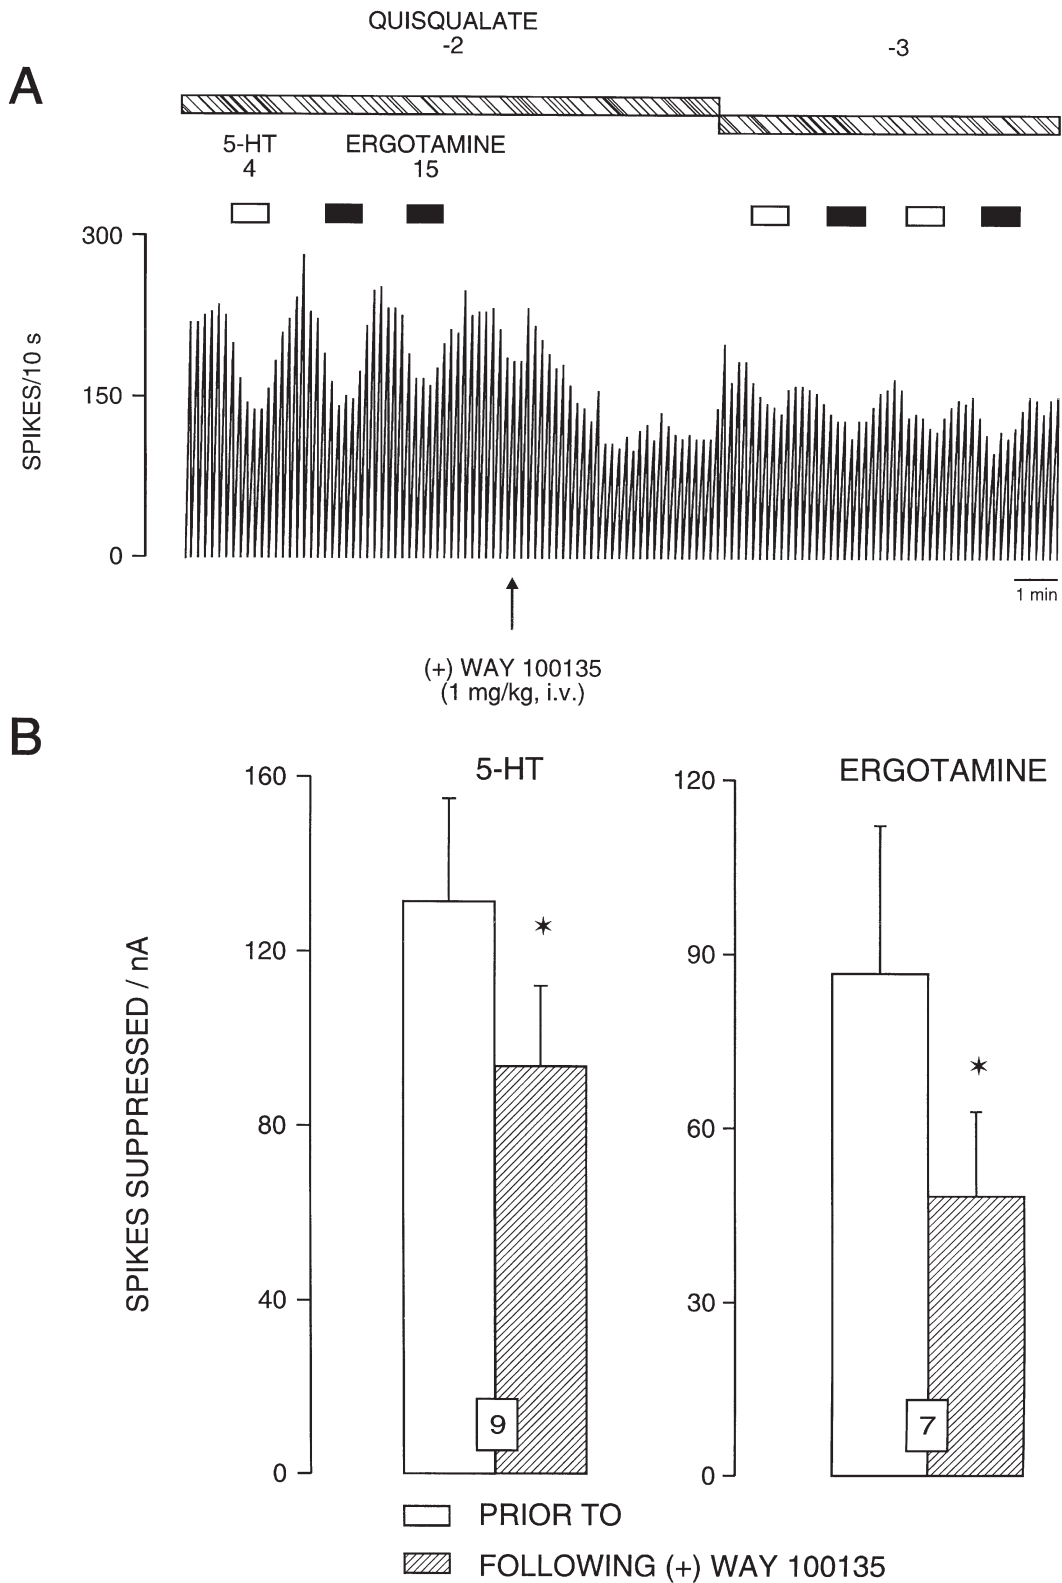 QUISQUALATE
-2
-3
A
5-HT
4
ERGOTAMINE
15
300
150
0
SPIKES/10 s
1 min
(+) WAY 100135
(1 mg/kg, i.v.)
B
5-HT
ERGOTAMINE
160
120
80
40
0
120
90
60
30
0
SPIKES SUPPRESSED / nA
✶
✶
9
7
PRIOR TO
FOLLOWING (+) WAY 100135